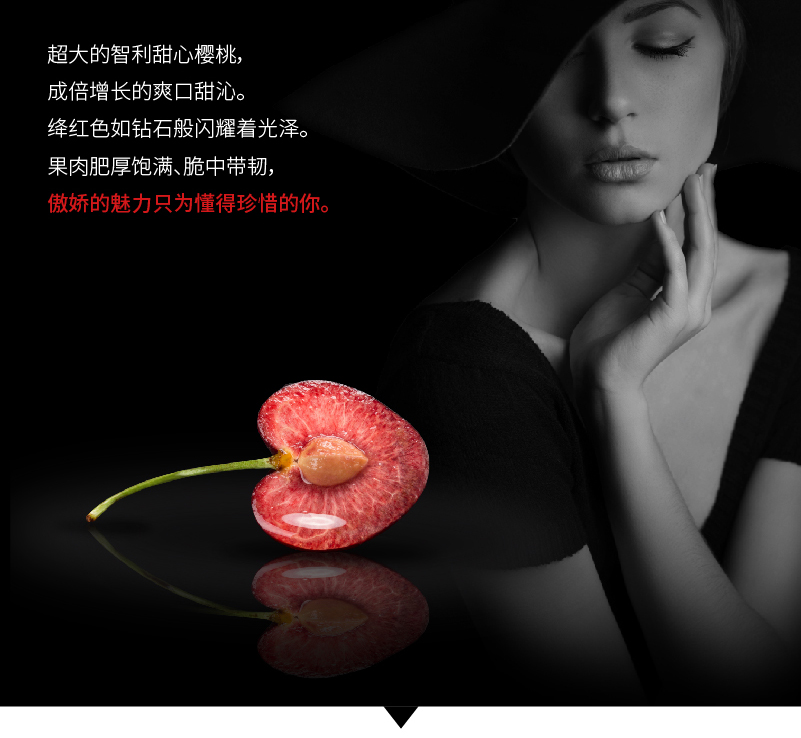 超大的智利甜心樱桃，
成倍增长的爽口甜沁。
绛红色如钻石般闪耀着光泽。
果肉肥厚饱满、脆中带韧，
傲娇的魅力只为懂得珍惜的你。